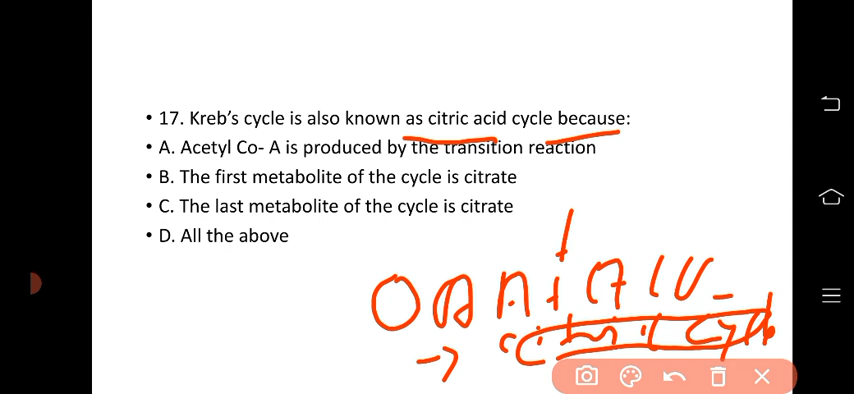 • 17. Kreb's cycle is also known as citric acid cycle because:
• A. Acetyl Co- A is produced by the transition reaction
• B. The first metabolite of the cycle is citrate
• C. The last metabolite of the cycle is citrate
• D. All the above